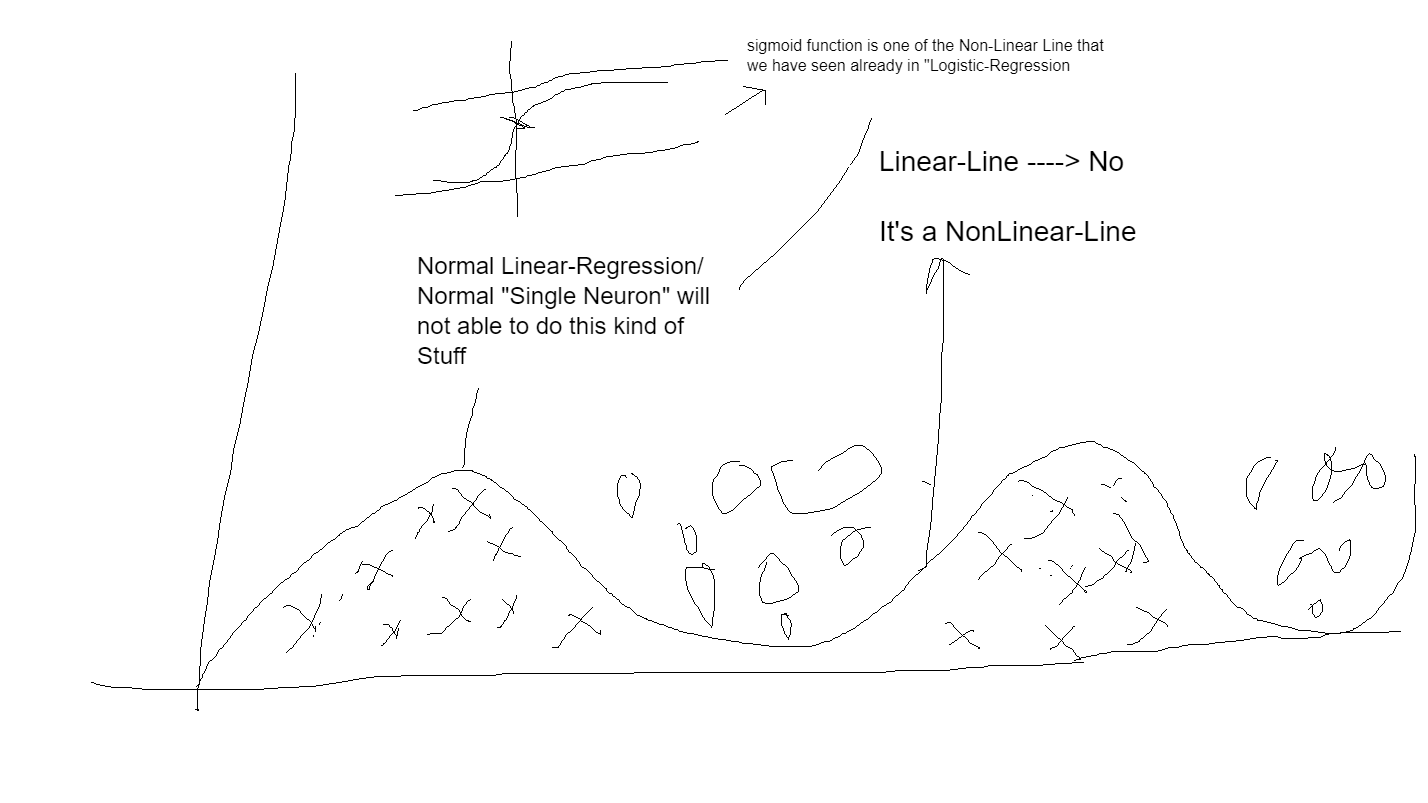 sigmoid function is one of the Non-Linear Line that
we have seen already in "Logistic-Regression
Linear-Line ----> No
It's a NonLinear-Line
Normal Linear-Regression/
Normal "Single Neuron" will
not able to do this kind of
Stuff